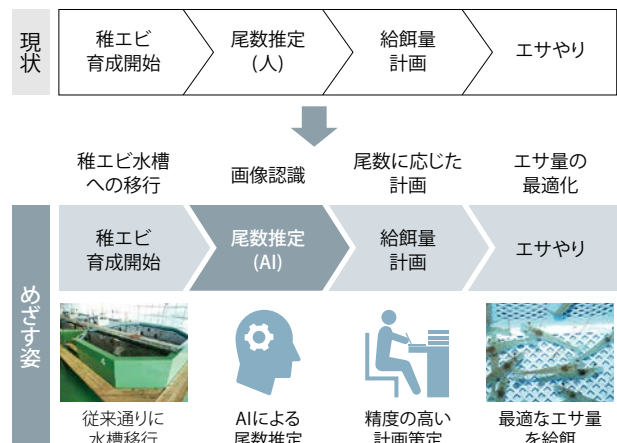 現状
稚エビ
育成開始
尾数推定
(人)
給餌量
計画
エサやり
稚エビ水槽
への移行
画像認識
尾数に応じた
計画
エサ量の
最適化
めざす姿
稚エビ
育成開始
尾数推定
(AI)
給餌量
計画
エサやり
従来通りに
水槽移行
AIによる
尾数推定
精度の高い
計画策定
最適なエサ量
を給餌